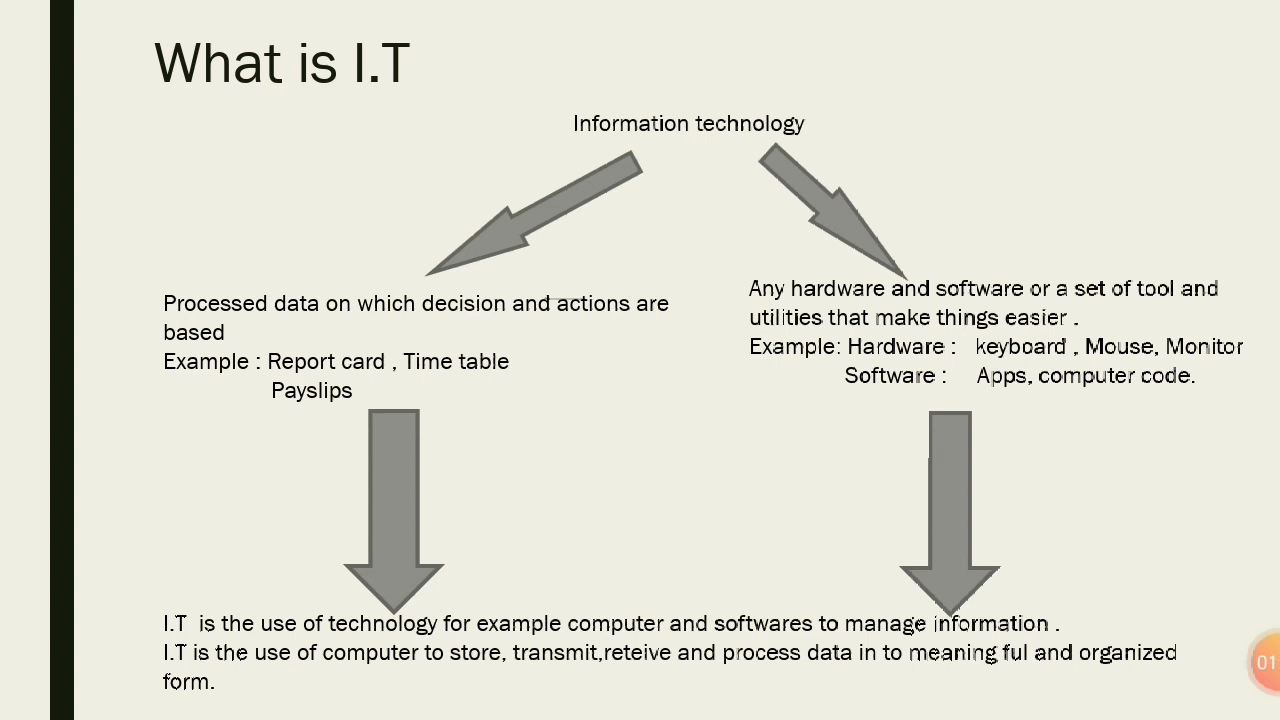 What is I.T
Information technology
Processed data on which decision and actions are
based
Example : Report card , Time table
Payslips
Any hardware and software or a set of tool and
utilities that make things easier .
Example: Hardware : keyboard , Mouse, Monitor
Software : Apps, computer code.
I.T is the use of technology for example computer and softwares to manage information .
I.T is the use of computer to store, transmit,reteive and process data in to meaning ful and organized
form.
01